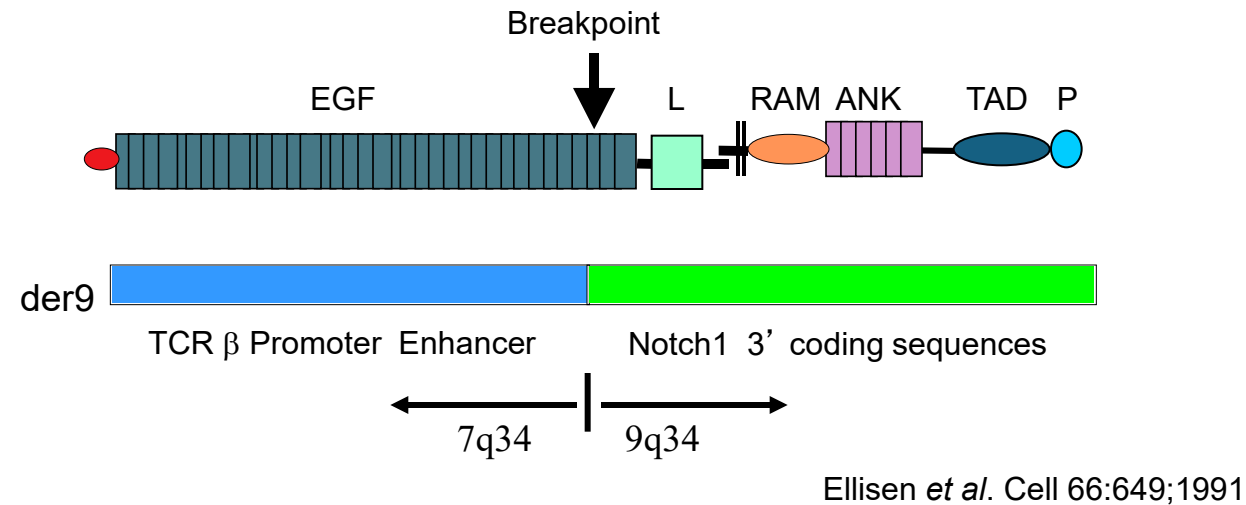 Breakpoint
EGF L RAM ANK TAD P
der9
TCR β Promoter Enhancer Notch1 3’ coding sequences
7q34 9q34
Ellisen et al. Cell 66:649;1991